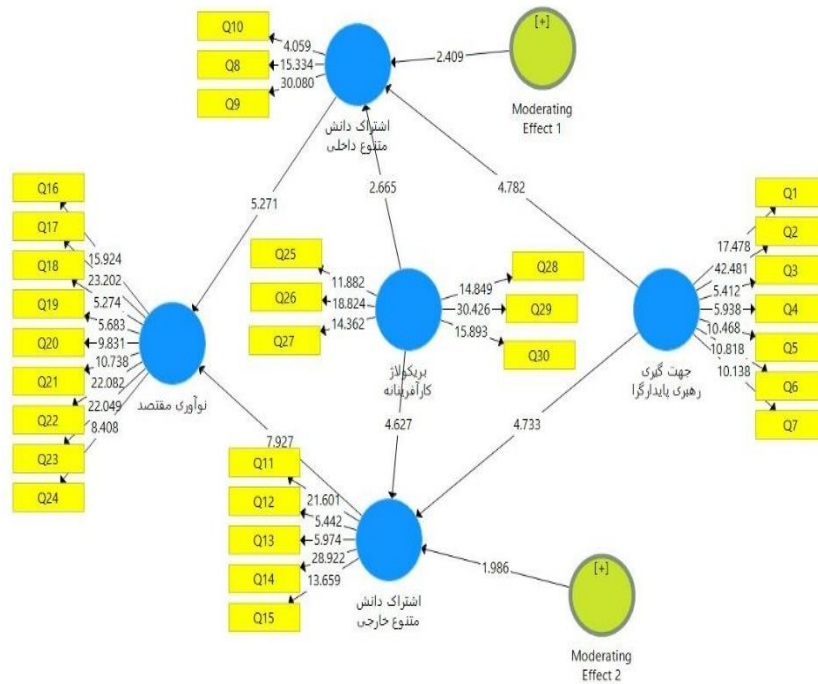 Q10
Q8
Q9
4.059
15.334
30.080
اشتراک دانش
متنوع داخلی
[+]
Moderating
Effect 1
2.409
5.271
2.665
4.782
Q16
Q17
Q18
Q19
Q20
Q21
Q22
Q23
Q24
15.924
23.202
5.274
5.683
9.831
10.738
22.082
22.049
8.408
نوآوری مقتصد
Q25
Q26
Q27
11.882
18.824
14.362
Q28
Q29
Q30
14.849
30.426
15.893
بریکولاژ
کارآفرینانه
Q1
Q2
Q3
Q4
Q5
Q6
Q7
17.478
42.481
5.412
5.938
10.468
10.818
10.138
جهت گیری
رهبری پایدارگرا
7.927
4.627
4.733
Q11
Q12
Q13
Q14
Q15
21.601
5.442
5.974
28.922
13.659
اشتراک دانش
متنوع خارجی
1.986
[+]
Moderating
Effect 2